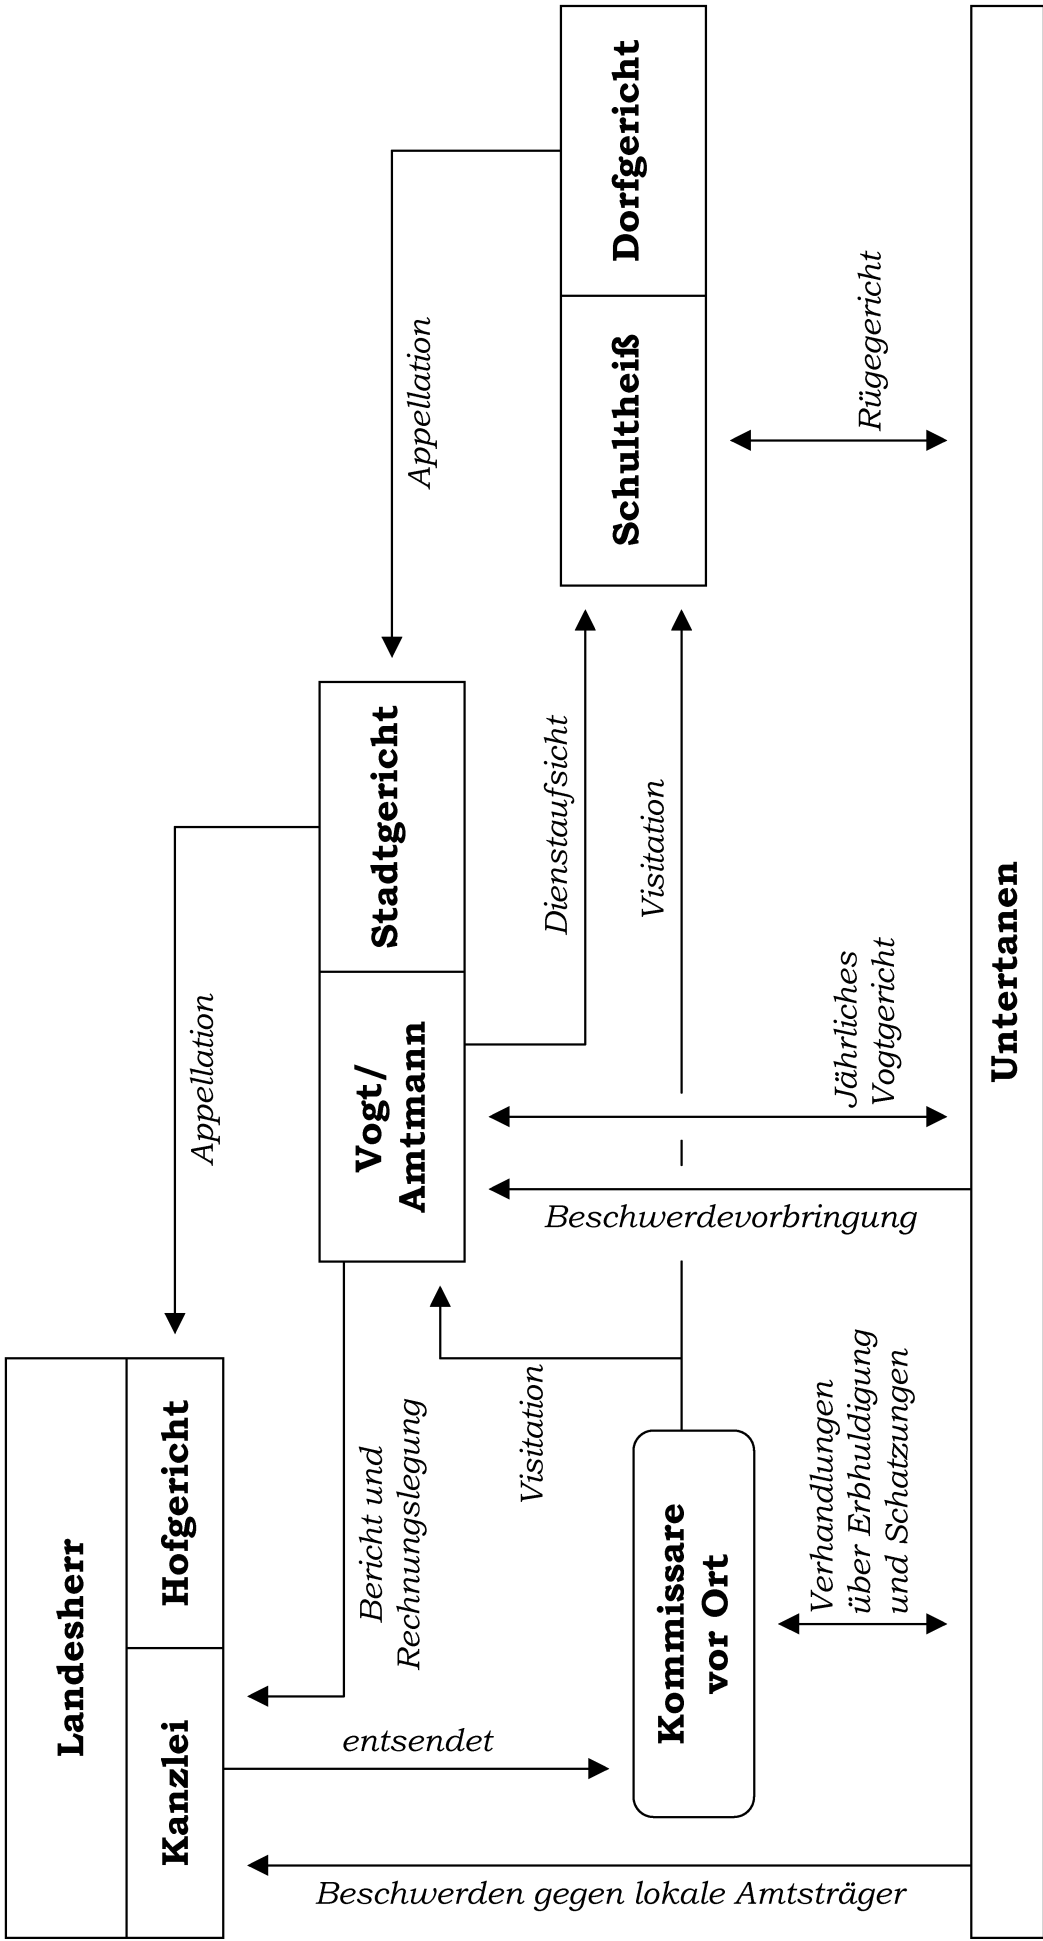 Landesherr
Kanzlei
Hofgericht
Appellation
Bericht und
Rechnungslegung
entsendet
Beschwerden gegen lokale Amtsträger
Vogt/
Amtmann
Stadtgericht
Appellation
Visitation
Dienstaufsicht
Visitation
Beschwerdevorbringung
Kommissare
vor Ort
Schultheiß
Dorfgericht
Verhandlungen
über Erbhuldigung
und Schatzungen
Jährliches
Vogtgericht
Rügegericht
Untertanen